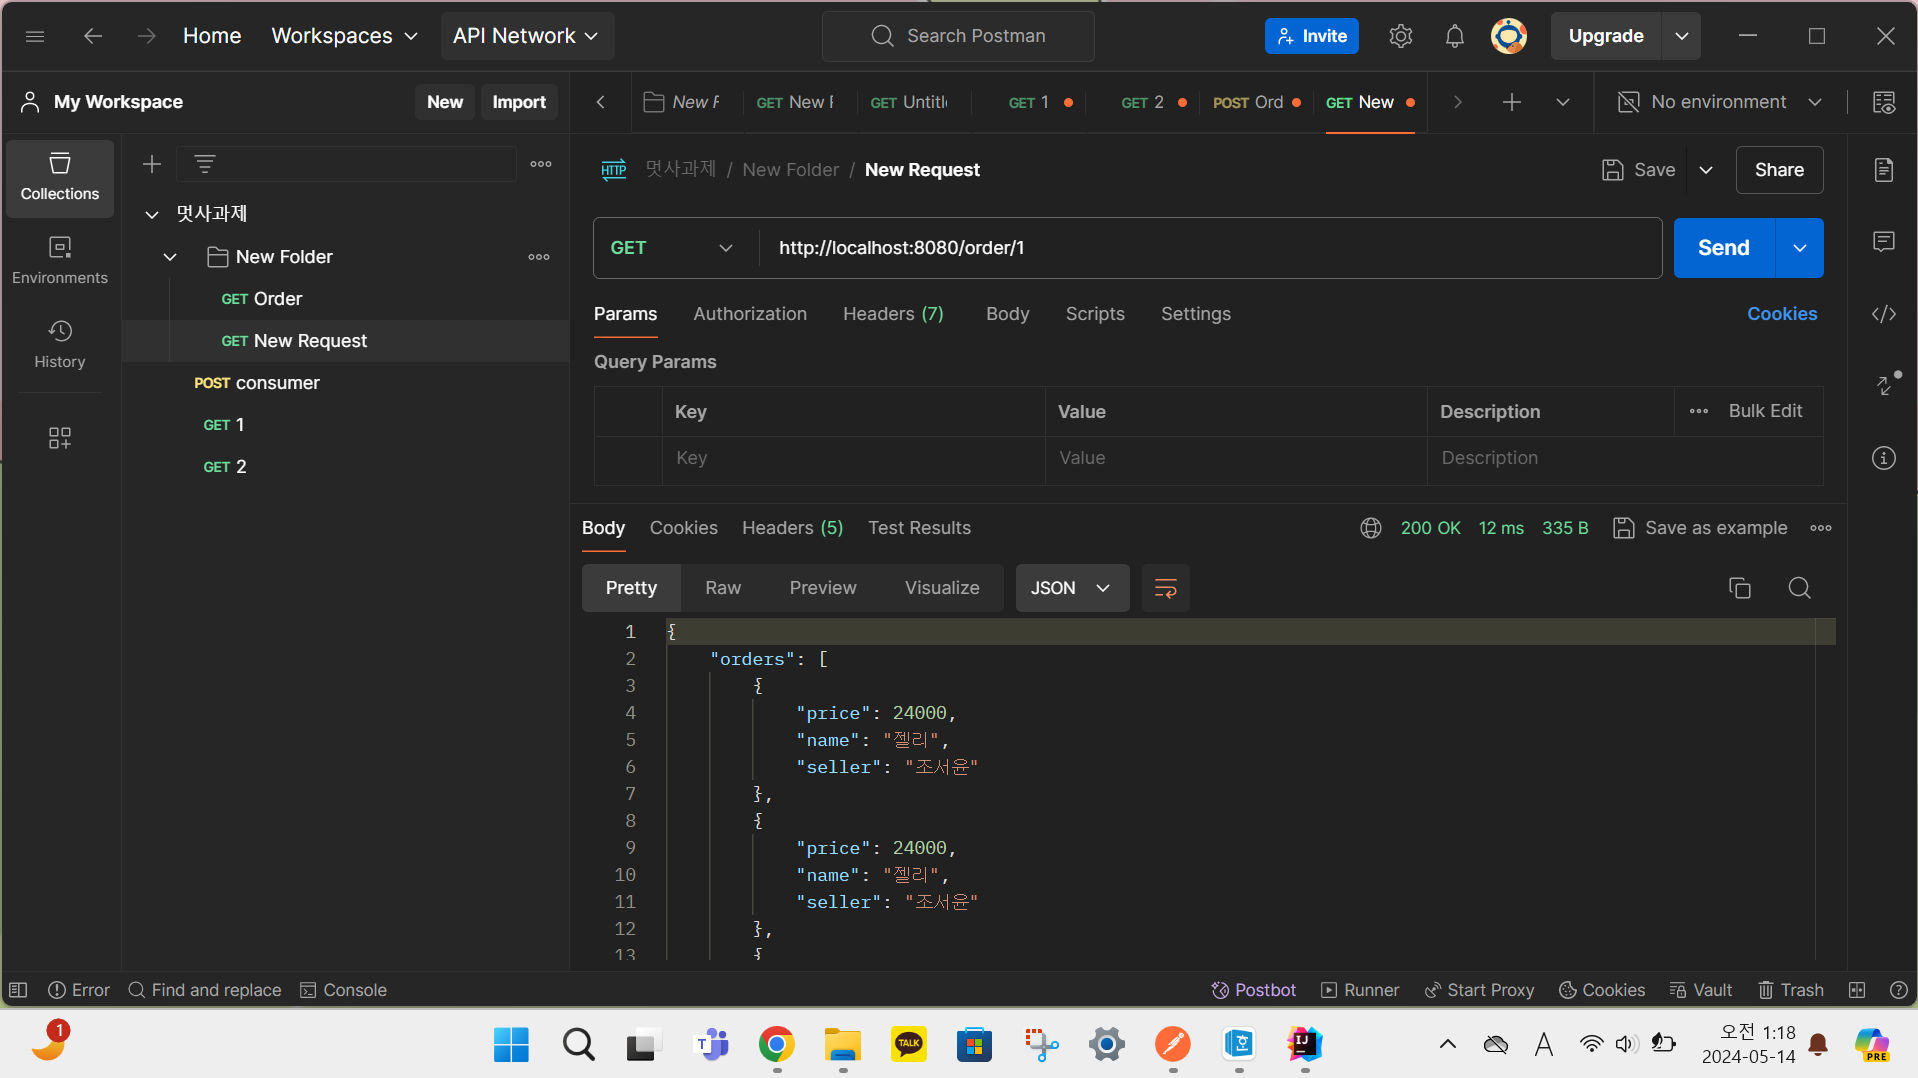 Home Workspaces API Network Search Postman Invite Upgrade
My Workspace New Import New F GET New F GET Untitl GET 1 GET 2 POST Ord GET New No environment
HTTP 멋사과제 / New Folder / New Request Save Share
Collections
멋사과제
GET http://localhost:8080/order/1 Send
New Folder
Environments
GET Order
Params Authorization Headers (7) Body Scripts Settings Cookies
GET New Request
History
Query Params
POST consumer
Key Value Description Bulk Edit
GET 1
Key Value Description
GET 2
Body Cookies Headers (5) Test Results 200 OK 12 ms 335 B Save as example
Pretty Raw Preview Visualize JSON
1 {
2 "orders": [
3 {
4 "price": 24000,
5 "name": "젤리",
6 "seller": "조서윤"
7 },
8 {
9 "price": 24000,
10 "name": "젤리",
11 "seller": "조서윤"
12 },
13 {
Error Find and replace Console Postbot Runner Start Proxy Cookies Vault Trash
1 T TALK IJ A 오전 1:18 PRE
2024-05-14